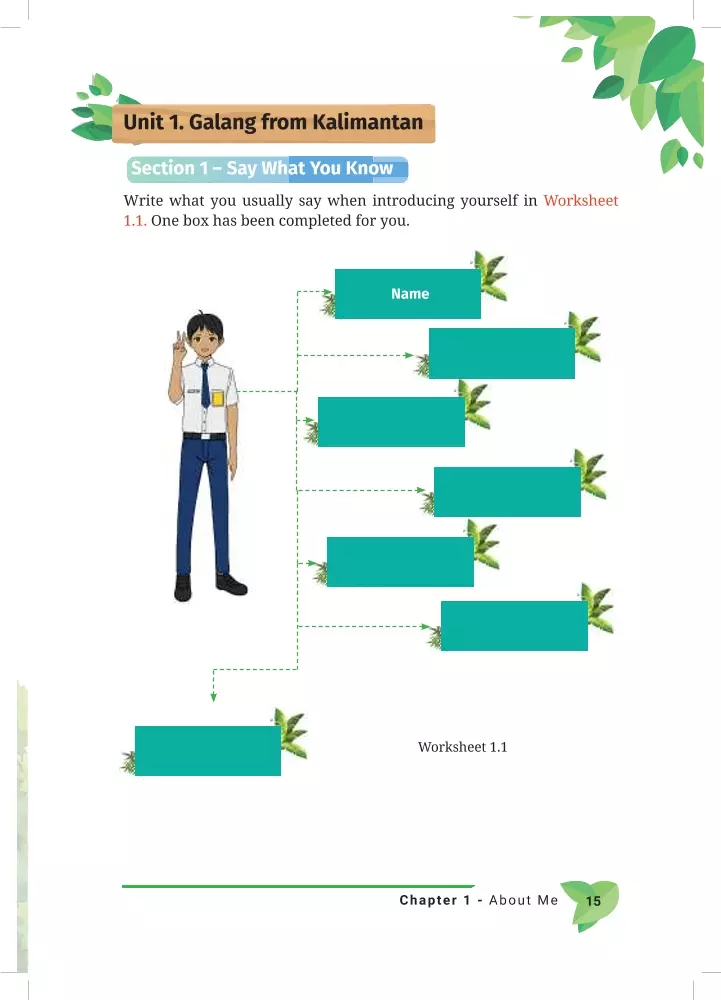 Unit 1. Galang from Kalimantan
Section 1 – Say What You Know
Write what you usually say when introducing yourself in Worksheet
1.1. One box has been completed for you.
Name
Worksheet 1.1
Chapter 1 - About Me
15